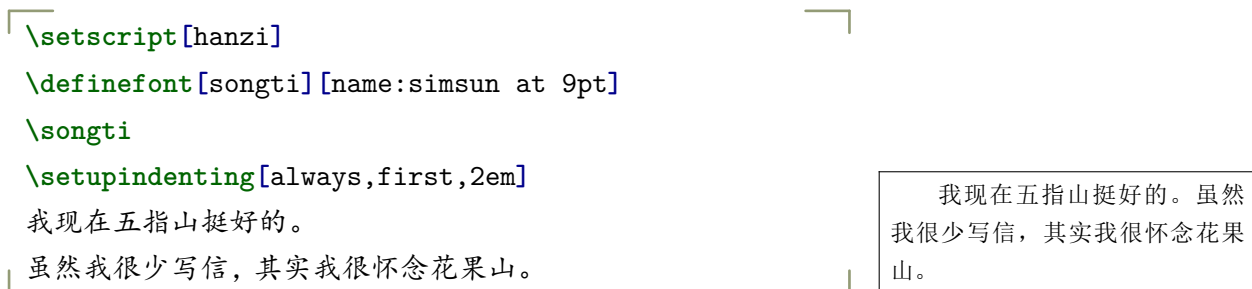 \setscript[hanzi]
\definefont[songti][name:simsun at 9pt]
\songti
\setupindenting[always,first,2em]
我现在五指山挺好的。
虽然我很少写信，其实我很怀念花果山。
我现在五指山挺好的。虽然
我很少写信，其实我很怀念花果
山。